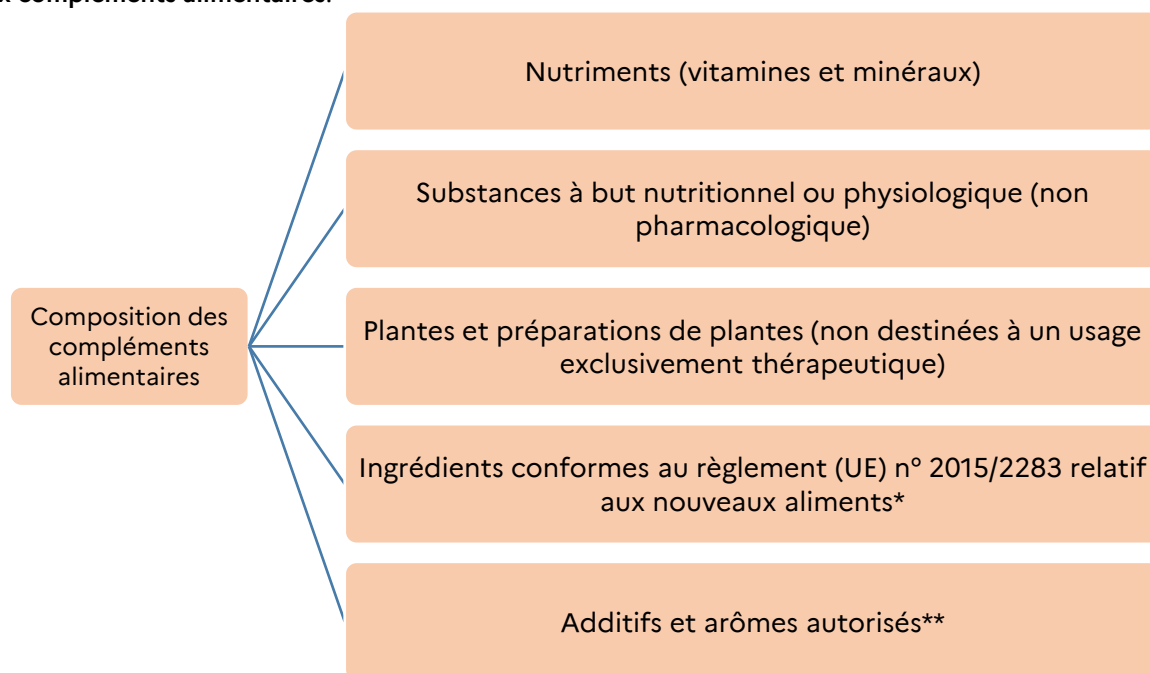 x compléments alimentaires.
Nutriments (vitamines et minéraux)
Substances à but nutritionnel ou physiologique (non
pharmacologique)
Composition des
compléments
alimentaires
Plantes et préparations de plantes (non destinées à un usage
exclusivement thérapeutique)
Ingrédients conformes au règlement (UE) n° 2015/2283 relatif
aux nouveaux aliments*
Additifs et arômes autorisés**